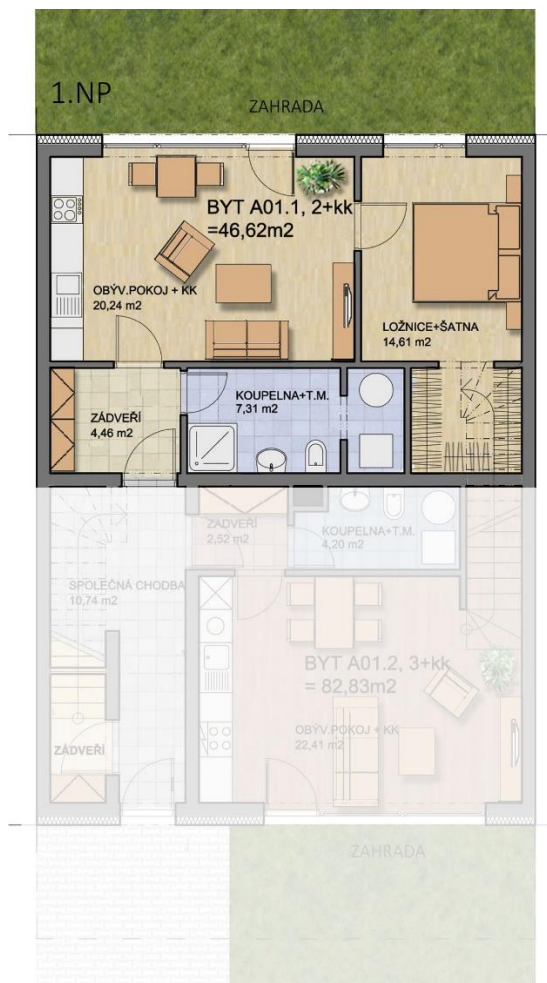 1.NP
ZAHRADA
BYT A01.1, 2+kk
=46,62m2
OBÝV.POKOJ + KK
20,24 m2
LOŽNICE+ŠATNA
14,61 m2
ZÁDVEŘÍ
4,46 m2
KOUPELNA+T.M.
7,31 m2
ZÁDVEŘÍ
2,52 m2
KOUPELNA+T.M.
4,20 m2
SPOLEČNÁ CHODBA
10,74 m2
BYT A01.2, 3+kk
= 82,83m2
OBÝV.POKOJ + KK
22,41 m2
ZÁDVEŘÍ
ZAHRADA